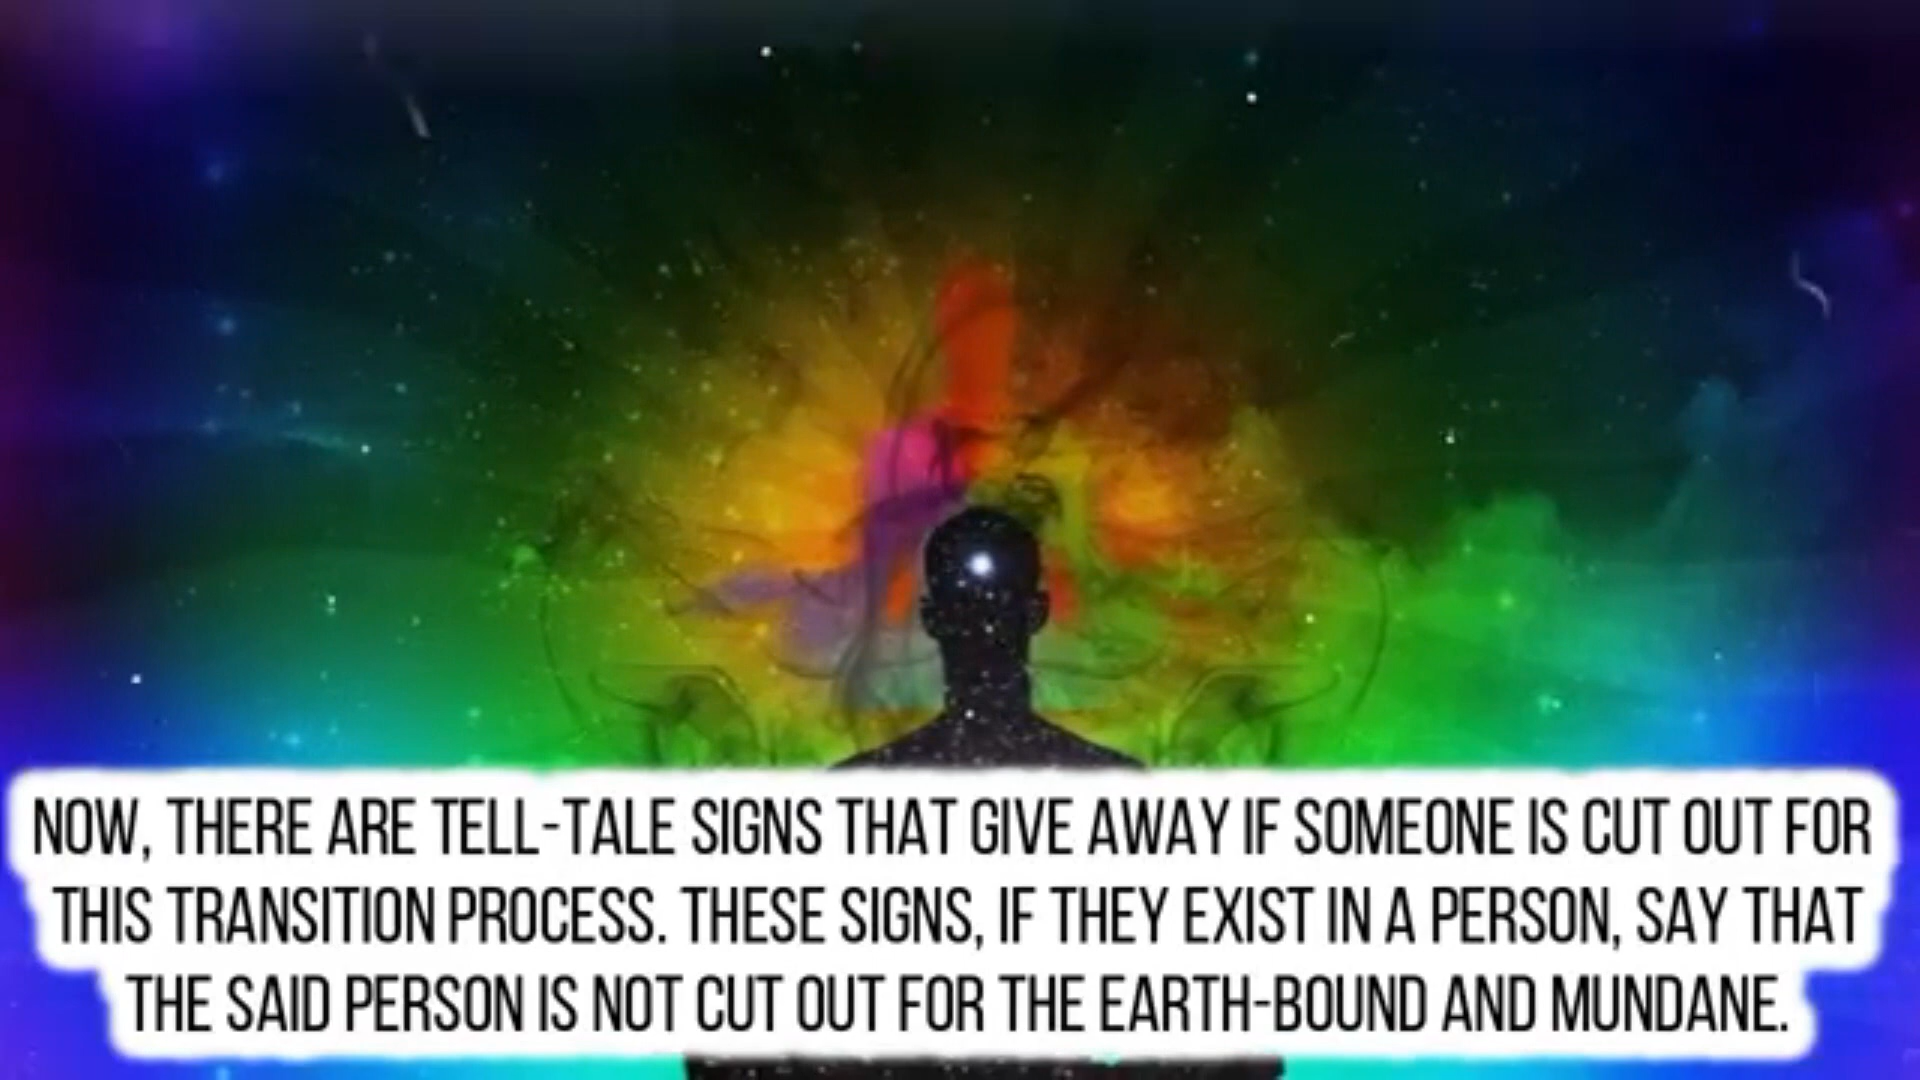 NOW, THERE ARE TELL-TALE SIGNS THAT GIVE AWAY IF SOMEONE IS CUT OUT FOR
THIS TRANSITION PROCESS. THESE SIGNS, IF THEY EXIST IN A PERSON, SAY THAT
THE SAID PERSON IS NOT CUT OUT FOR THE EARTH-BOUND AND MUNDANE.